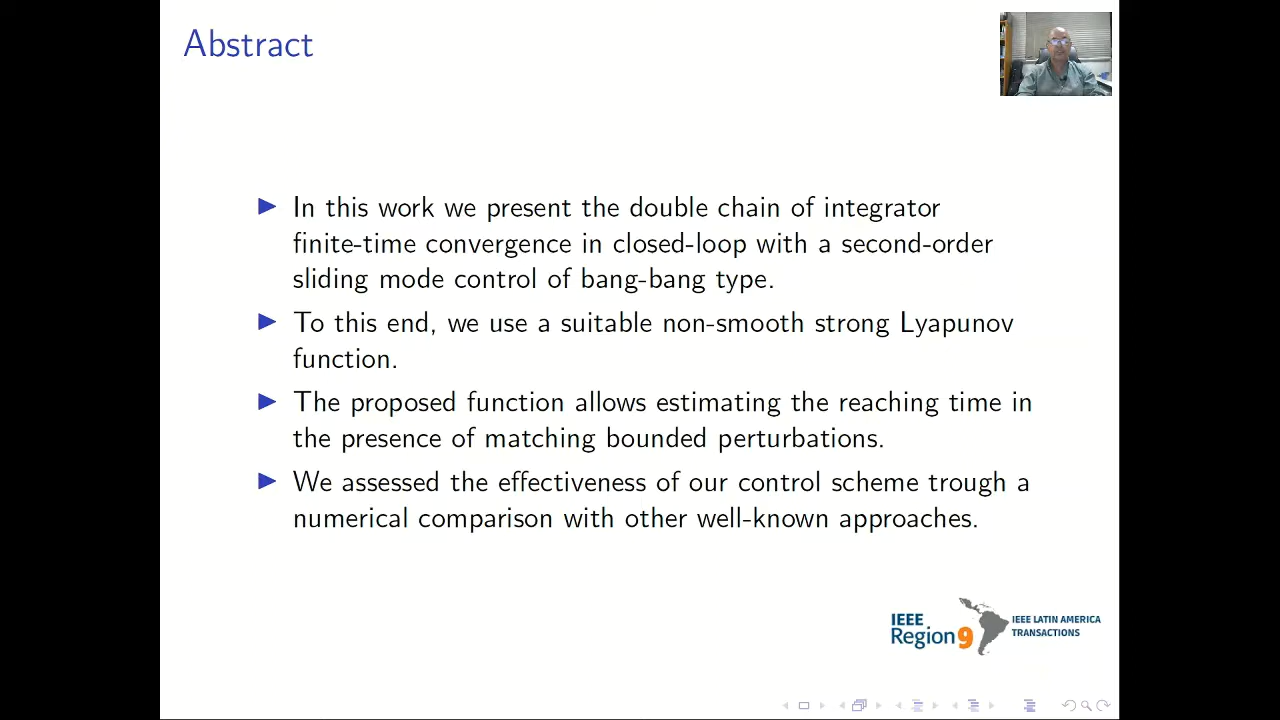 Abstract
In this work we present the double chain of integrator
finite-time convergence in closed-loop with a second-order
sliding mode control of bang-bang type.
To this end, we use a suitable non-smooth strong Lyapunov
function.
The proposed function allows estimating the reaching time in
the presence of matching bounded perturbations.
We assessed the effectiveness of our control scheme trough a
numerical comparison with other well-known approaches.
IEEE
Region 9
IEEE LATIN AMERICA
TRANSACTIONS